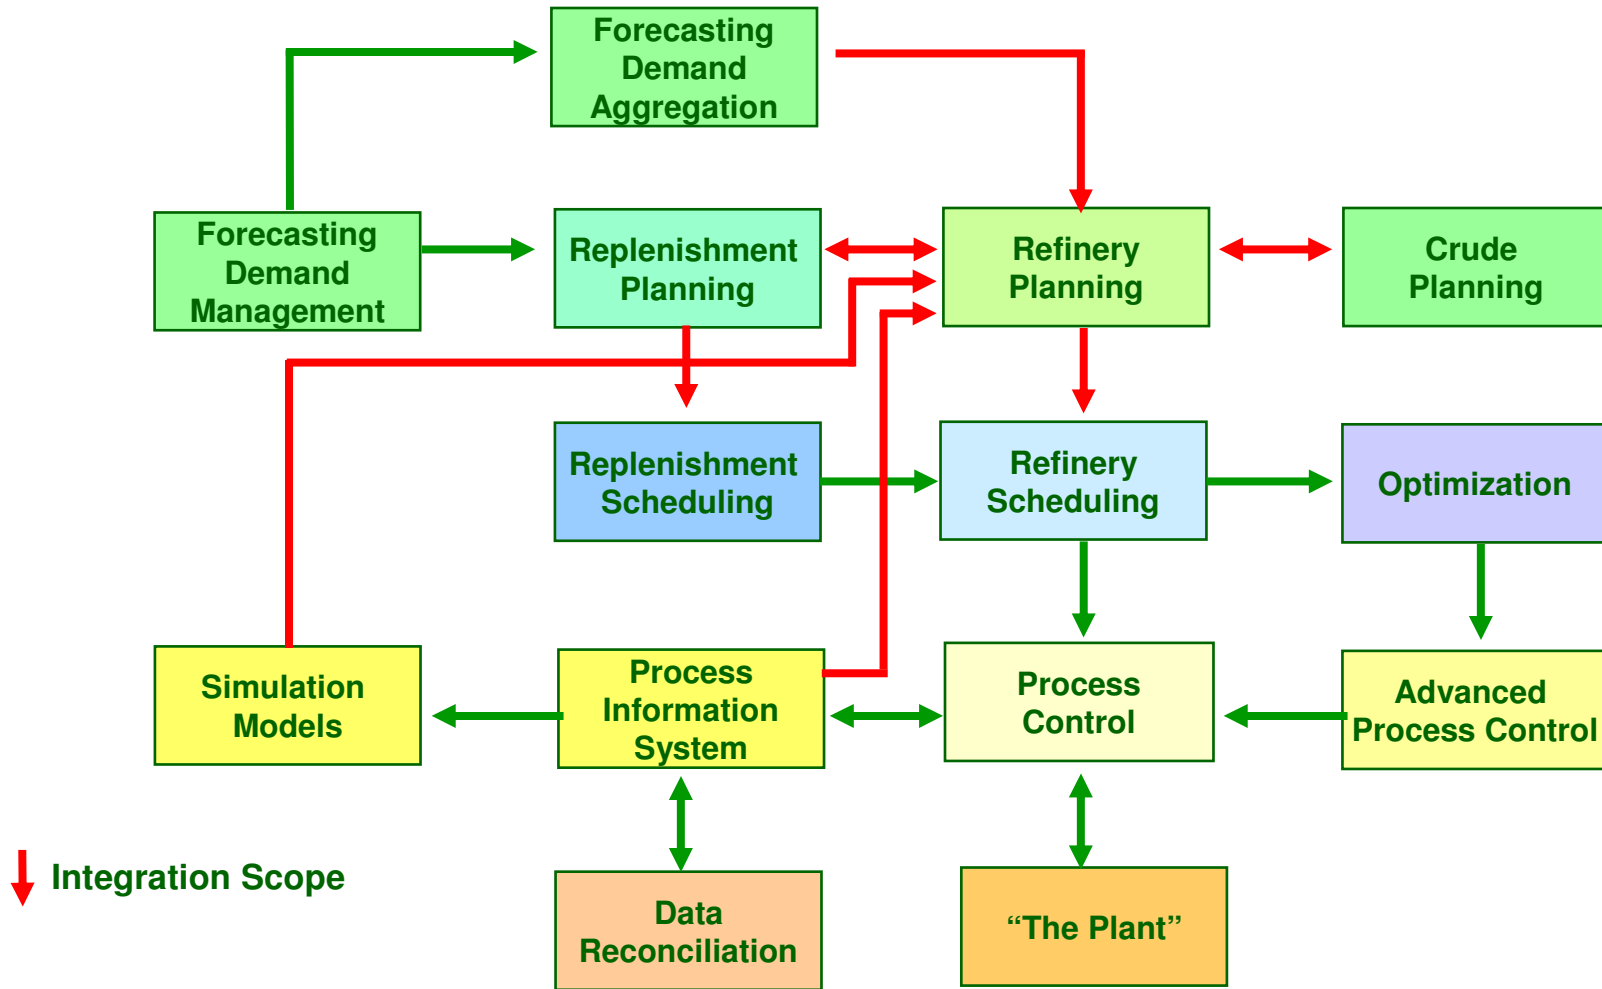 Forecasting
Demand
Aggregation
Forecasting
Demand
Management
Replenishment
Planning
Refinery
Planning
Crude
Planning
Replenishment
Scheduling
Refinery
Scheduling
Optimization
Simulation
Models
Process
Information
System
Process
Control
Advanced
Process Control
Integration Scope
Data
Reconciliation
“The Plant”